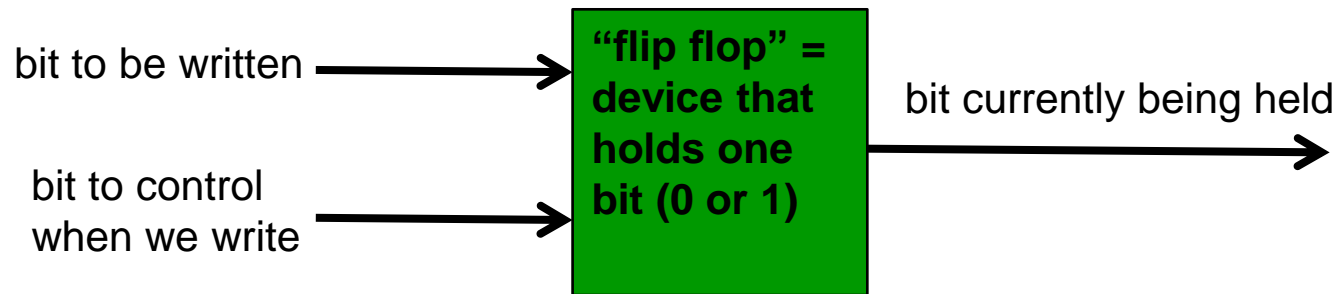 bit to be written
bit to control
when we write
“flip flop” =
device that
holds one
bit (0 or 1)
bit currently being held